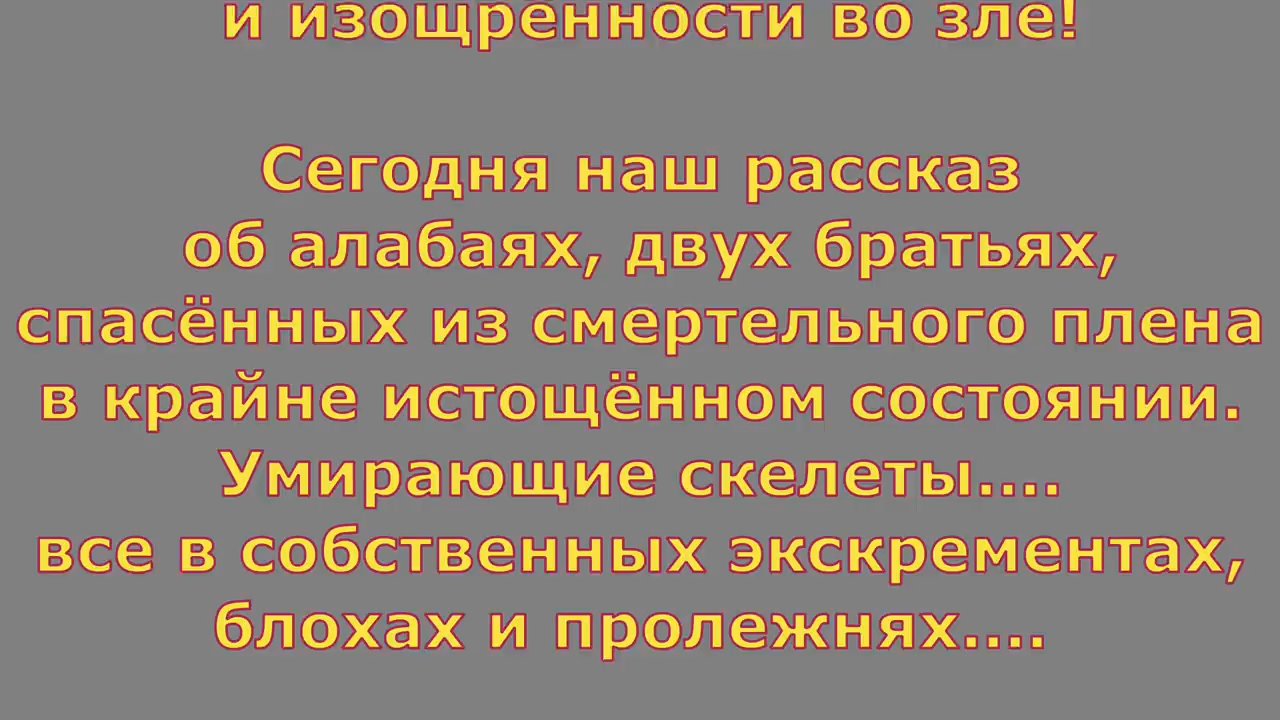 и изощрённости во зле!
Сегодня наш рассказ
об алабаях, двух братьях,
спасённых из смертельного плена
в крайне истощённом состоянии.
Умирающие скелеты....
все в собственных экскрементах,
блохах и пролежнях....